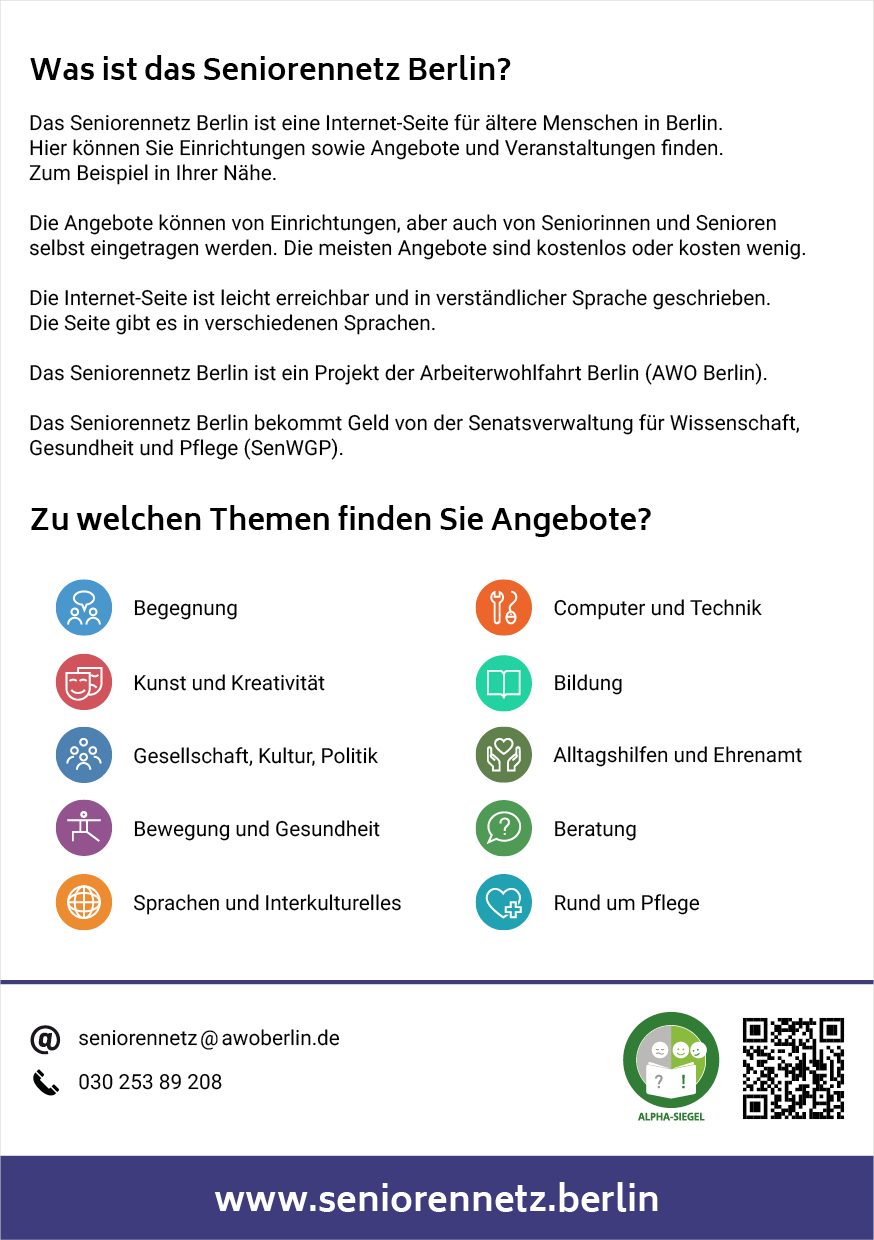 Was ist das Seniorennetz Berlin?
Das Seniorennetz Berlin ist eine Internet-Seite für ältere Menschen in Berlin.
Hier können Sie Einrichtungen sowie Angebote und Veranstaltungen finden.
Zum Beispiel in Ihrer Nähe.
Die Angebote können von Einrichtungen, aber auch von Seniorinnen und Senioren
selbst eingetragen werden. Die meisten Angebote sind kostenlos oder kosten wenig.
Die Internet-Seite ist leicht erreichbar und in verständlicher Sprache geschrieben.
Die Seite gibt es in verschiedenen Sprachen.
Das Seniorennetz Berlin ist ein Projekt der Arbeiterwohlfahrt Berlin (AWO Berlin).
Das Seniorennetz Berlin bekommt Geld von der Senatsverwaltung für Wissenschaft,
Gesundheit und Pflege (SenWGP).
Zu welchen Themen finden Sie Angebote?
Begegnung
Kunst und Kreativität
Gesellschaft, Kultur, Politik
Bewegung und Gesundheit
Sprachen und Interkulturelles
Computer und Technik
Bildung
Alltagshilfen und Ehrenamt
?
Beratung
Rund um Pflege
@ seniorennetz@awoberlin.de
030 253 89 208
? !
ALPHA-SIEGEL
www.seniorennetz.berlin